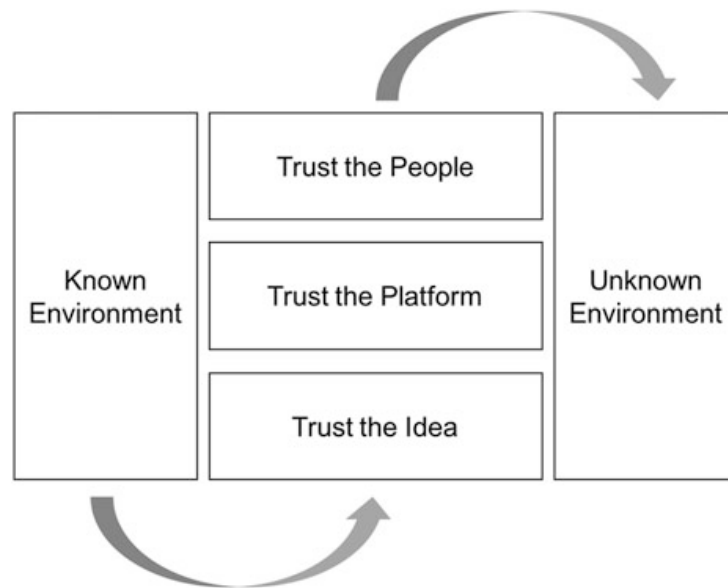 Known
Environment
Trust the People
Trust the Platform
Trust the Idea
Unknown
Environment